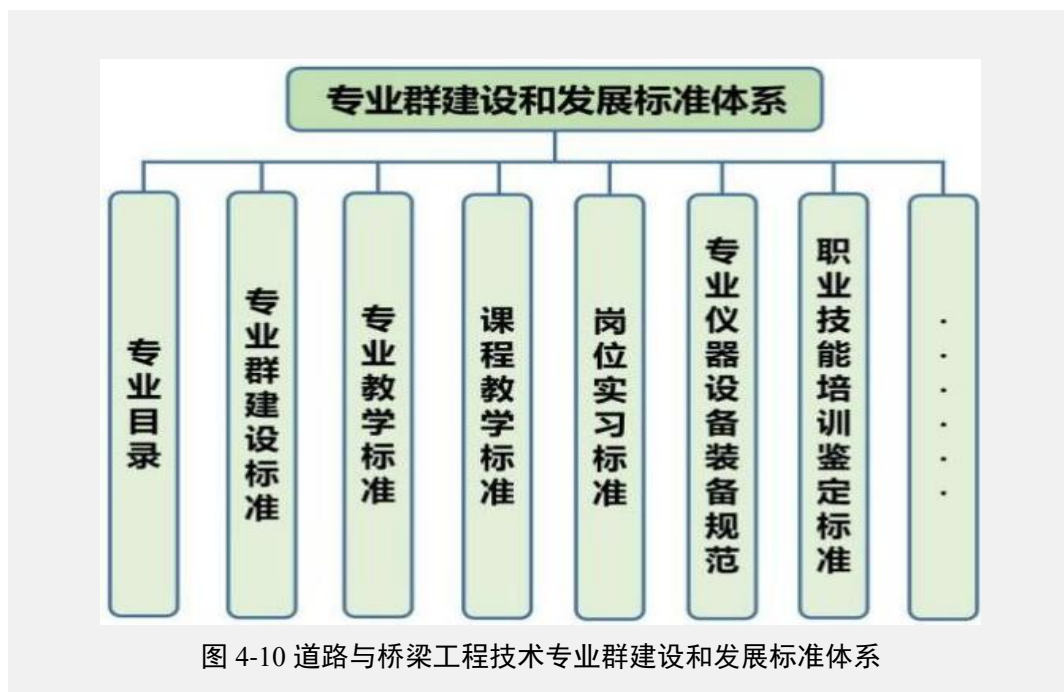 专业群建设和发展标准体系
专业目录
专业群建设标准
专业教学标准
课程教学标准
岗位实习标准
专业仪器设备装备规范
职业技能培训鉴定标准
······
图 4-10 道路与桥梁工程技术专业群建设和发展标准体系